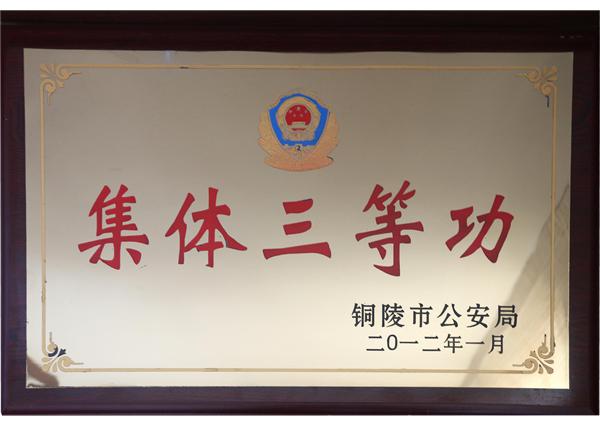 集体三等功
铜陵市公安局
二〇一二年一月